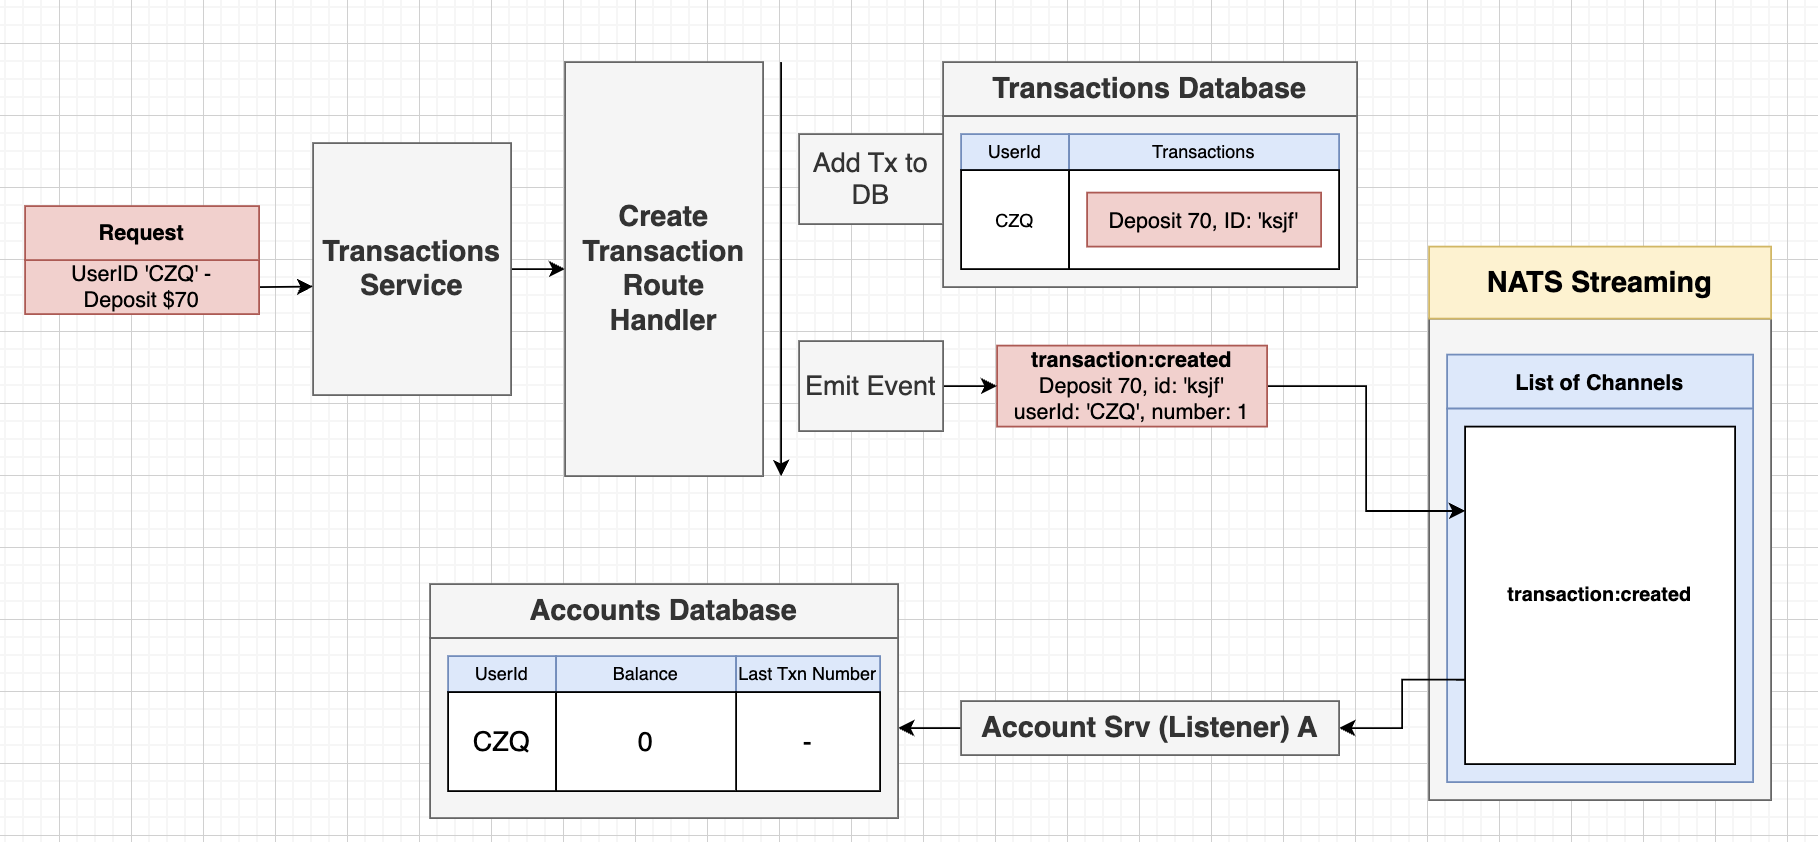 Request
UserID 'CZQ' -
Deposit $70
Transactions
Service
Create
Transaction
Route
Handler
Add Tx to
DB
Transactions Database
UserId
Transactions
CZQ
Deposit 70, ID: 'ksjf'
Emit Event
transaction:created
Deposit 70, id: 'ksjf'
userId: 'CZQ', number: 1
NATS Streaming
List of Channels
transaction:created
Accounts Database
UserId
Balance
Last Txn Number
CZQ
0
-
Account Srv (Listener) A